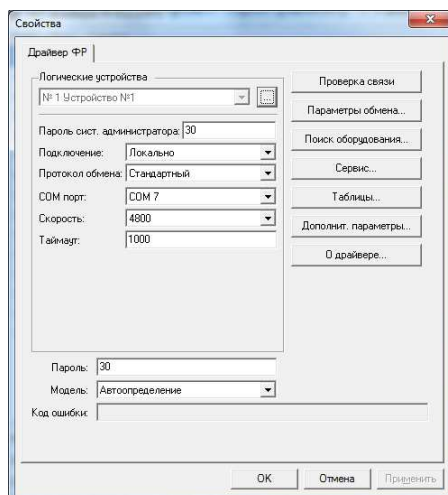 Свойства
Драйвер ФР
Логические устройства
№ 1 Устройство №1
...
Пароль сист. администратора: 30
Подключение: Локально
Протокол обмена: Стандартный
COM порт: COM 7
Скорость: 4800
Таймаут: 1000
Проверка связи
Параметры обмена...
Поиск оборудования...
Сервис...
Таблицы...
Дополнит. параметры...
О драйвере...
Пароль: 30
Модель: Автоопределение
Код ошибки:
OK Отмена Применить